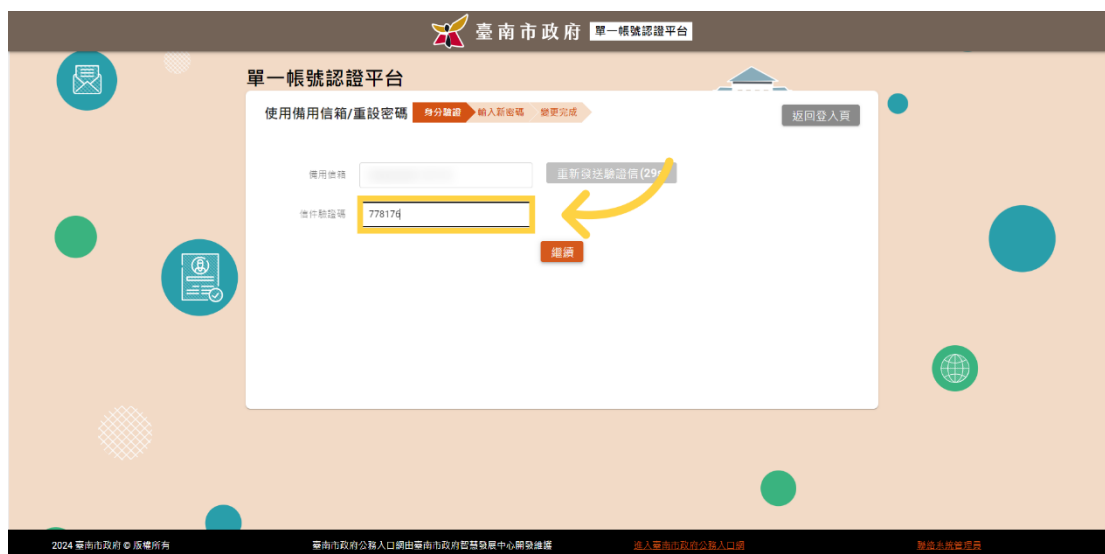 臺南市政府 單一帳號認證平台
單一帳號認證平台
使用備用信箱/重設密碼 身分驗證 輸入新密碼 變更完成 返回登入頁
備用信箱 重新發送驗證信(29
信件驗證碼 778176
繼續
2024 臺南市政府 © 版權所有 臺南市政府公務入口網由臺南市政府智慧發展中心開發維護 進入臺南市政府公務入口網 聯絡系統管理員